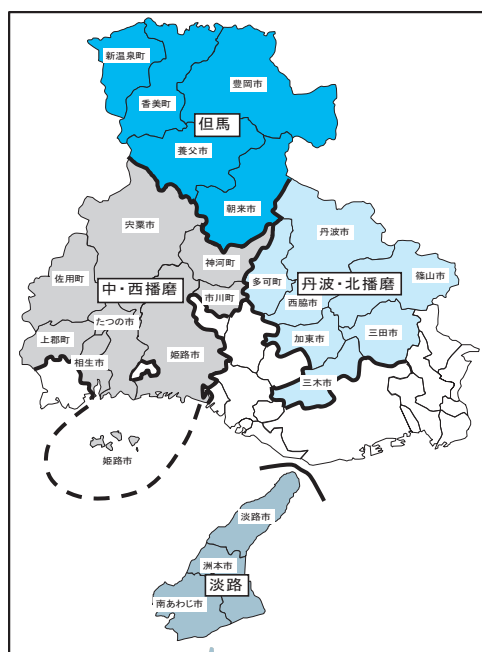 新温泉町
豊岡市
香美町
但馬
養父市
朝来市
宍粟市
丹波市
神河町
佐用町
多可町
篠山市
中・西播磨
丹波・北播磨
市川町
西脇市
たつの市
上郡町
加東市
三田市
姫路市
相生市
三木市
姫路市
淡路市
洲本市
淡路
南あわじ市